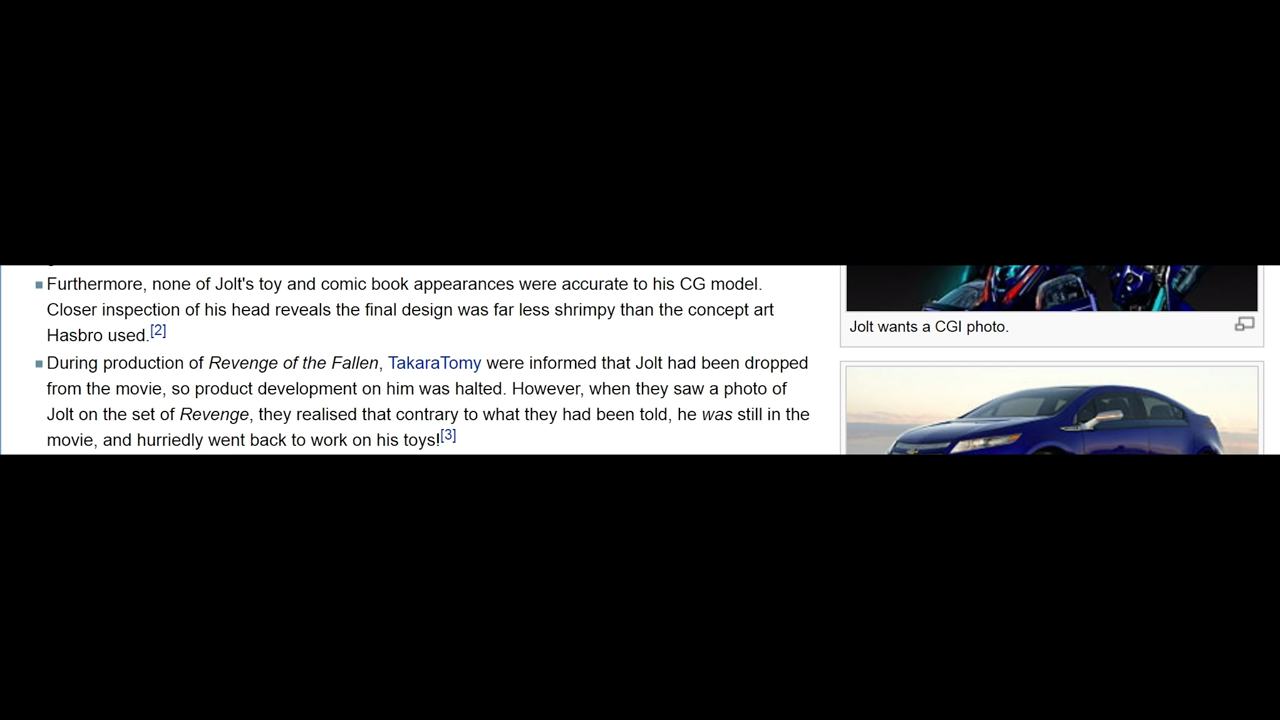 Furthermore, none of Jolt's toy and comic book appearances were accurate to his CG model.
Closer inspection of his head reveals the final design was far less shrimpy than the concept art
Hasbro used.[2]
During production of Revenge of the Fallen, TakaraTomy were informed that Jolt had been dropped
from the movie, so product development on him was halted. However, when they saw a photo of
Jolt on the set of Revenge, they realised that contrary to what they had been told, he was still in the
movie, and hurriedly went back to work on his toys![3]
Jolt wants a CGI photo.